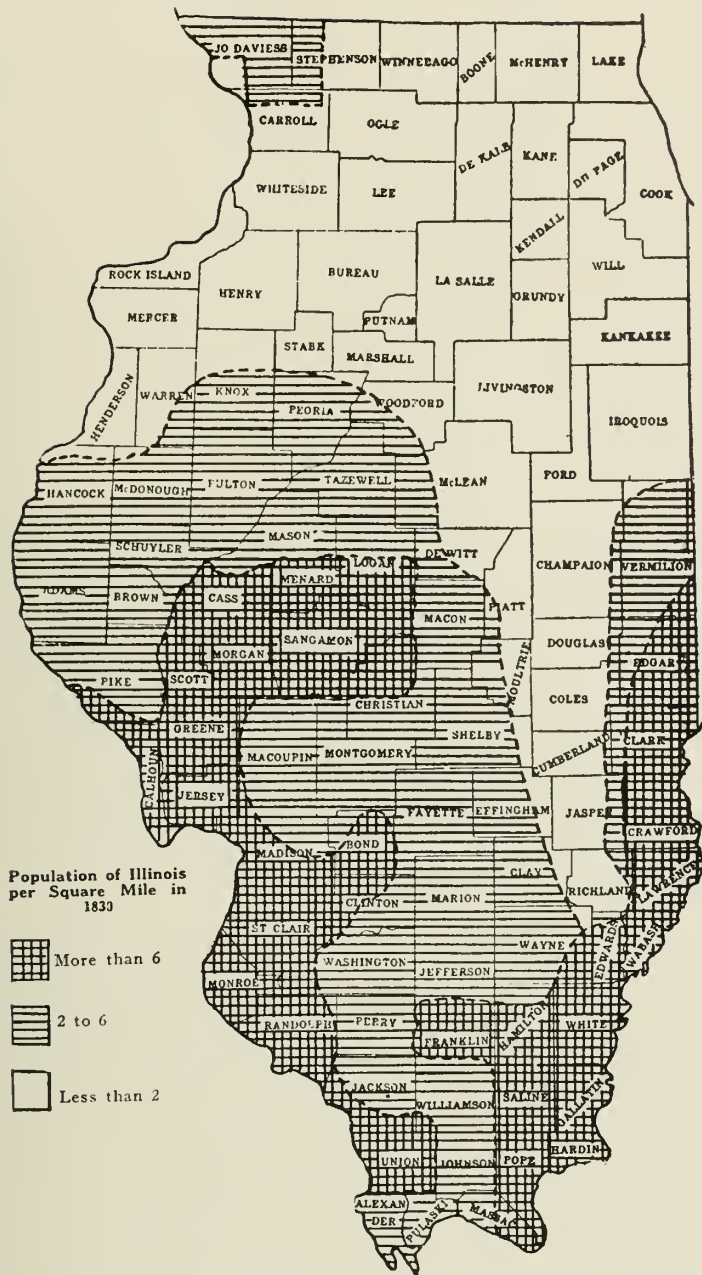 JO DAVIESS
STEPHENSON
WINNEBAGO
BOONE
McHENRY
LAKE
CARROLL
OGLE
DE KALB
KANE
DU PAGE
COOK
WHITESIDE
LEE
KENDALL
ROCK ISLAND
HENRY
BUREAU
LA SALLE
GRUNDY
WILL
MERCER
PUTNAM
KANKAKEE
STARK
MARSHALL
HENDERSON
WARREN
KNOX
PEORIA
WOODFORD
LIVINGSTON
IROQUOIS
HANCOCK
McDONOUGH
FULTON
TAZEWELL
McLEAN
FORD
MASON
SCHUYLER
DEWITT
LOGAN
MENARD
CHAMPAION
VERMILION
ADAMS
BROWN
CASS
MACON
PIATT
SANGAMON
MORGAN
DOUGLAS
EDGAR
PIKE
SCOTT
MOULTRIE
COLES
CHRISTIAN
GREENE
SHELBY
CLARK
MACOUPIN
MONTGOMERY
CUMBERLAND
CALHOUN
JERSEY
FAYETTE
EFFINGHAM
JASPE
CRAWFORD
MADISON
BOND
CLAY
RICHLAND
LAWRENCE
CLINTON
MARION
ST CLAIR
WAYNE
EDWARDS
WABASH
WASHINGTON
JEFFERSON
MONROE
RANDOLPH
PERRY
FRANKLIN
HAMILTON
WHITE
JACKSON
WILLIAMSON
SALINE
GALLATIN
UNION
JOHNSON
POPE
HARDIN
ALEXAN
DER
PULASKI
MASSAC
Population of Illinois
per Square Mile in
1833
More than 6
2 to 6
Less than 2